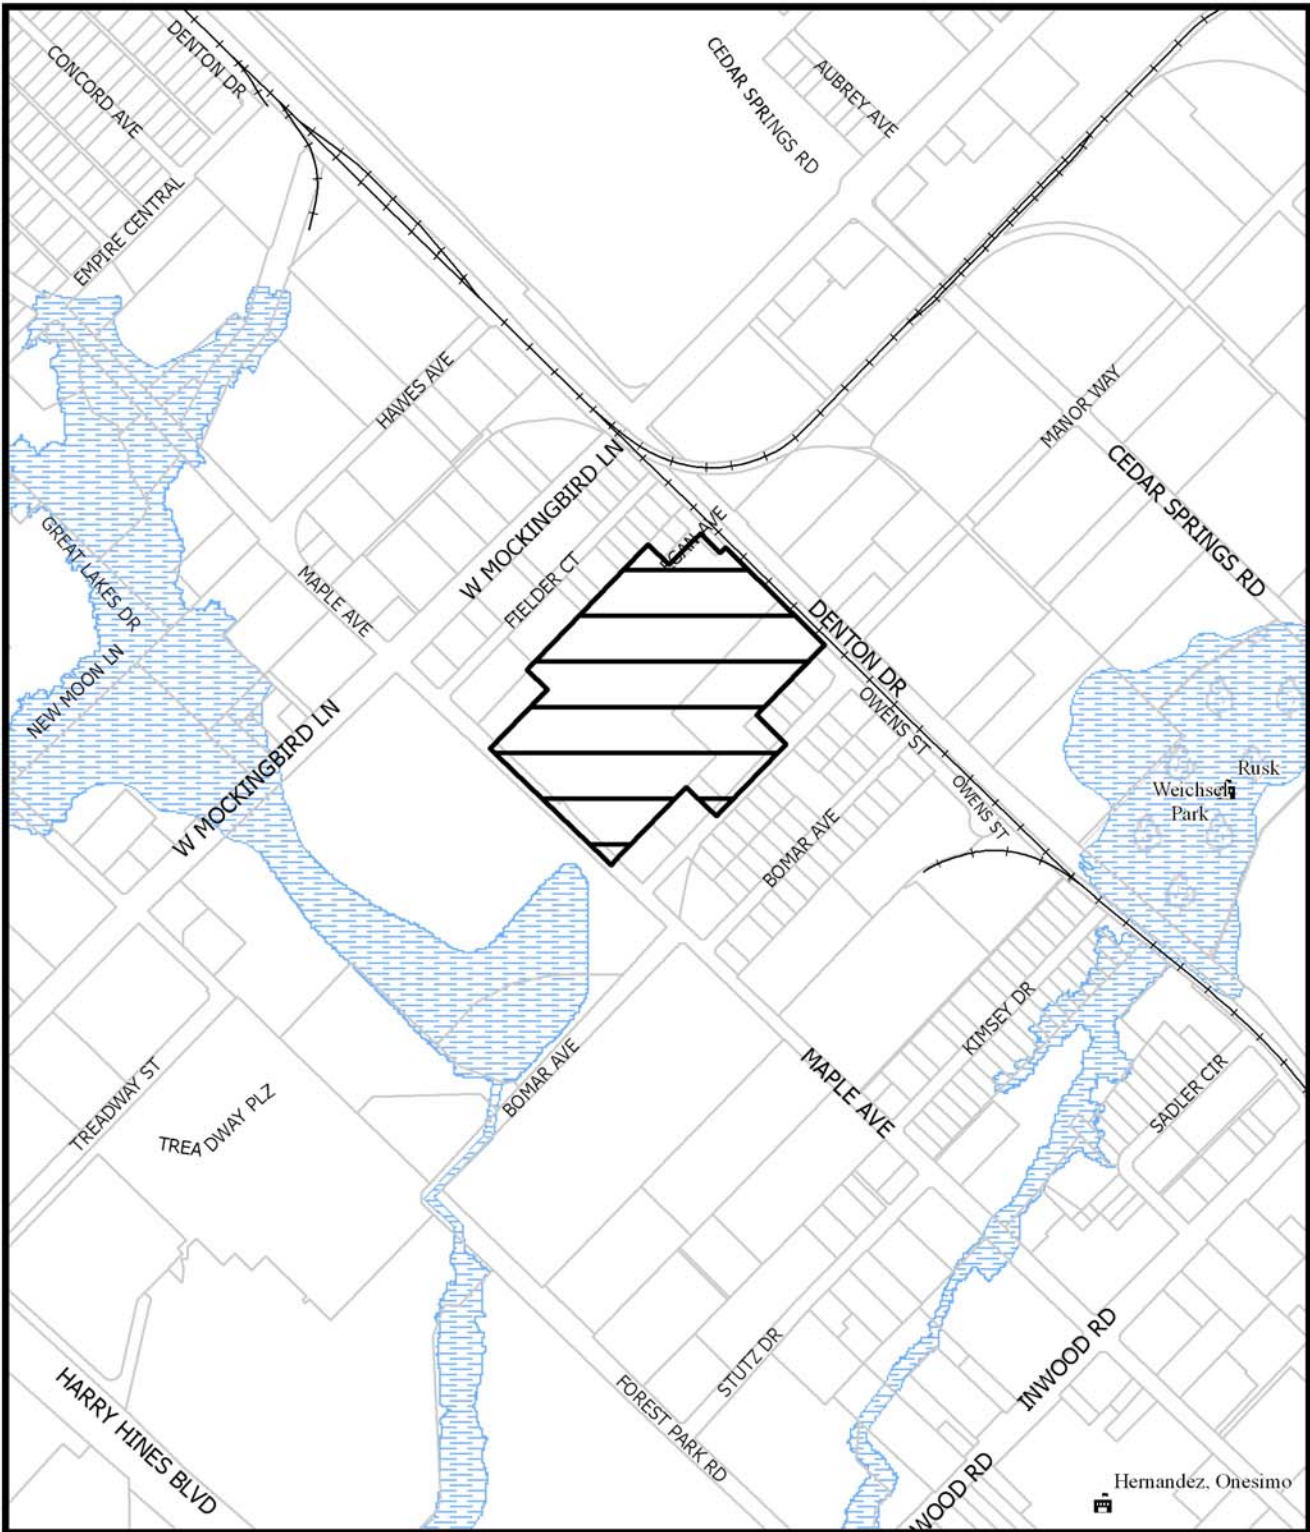 DENTON DR
CONCORD AVE
CEDAR SPRINGS RD
AUBREY AVE
EMPIRE CENTRAL
HAWES AVE
MANOR WAY
W MOCKINGBIRD LN
CEDAR SPRINGS RD
GREAT LAKES DR
MAPLE AVE
FIELDER CT
DENTON DR
NEW MOON LN
OWENS ST
W MOCKINGBIRD LN
OWENS ST
Rusk
Weichsel
Park
BOMAR AVE
KIMSEY DR
BOMAR AVE
MAPLE AVE
TREADWAY ST
TREA DWAY PLZ
SADLER CIR
STUTZ DR
INWOOD RD
HARRY HINES BLVD
FOREST PARK RD
WOOD RD
Hernandez, Onesimo